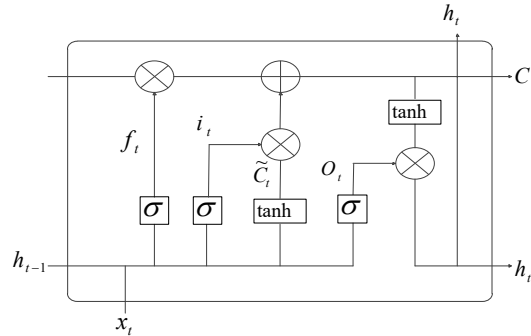 h_t
C
tanh
i_t
f_t
C̃_t
O_t
σ
σ
tanh
σ
h_{t-1}
h_t
x_t